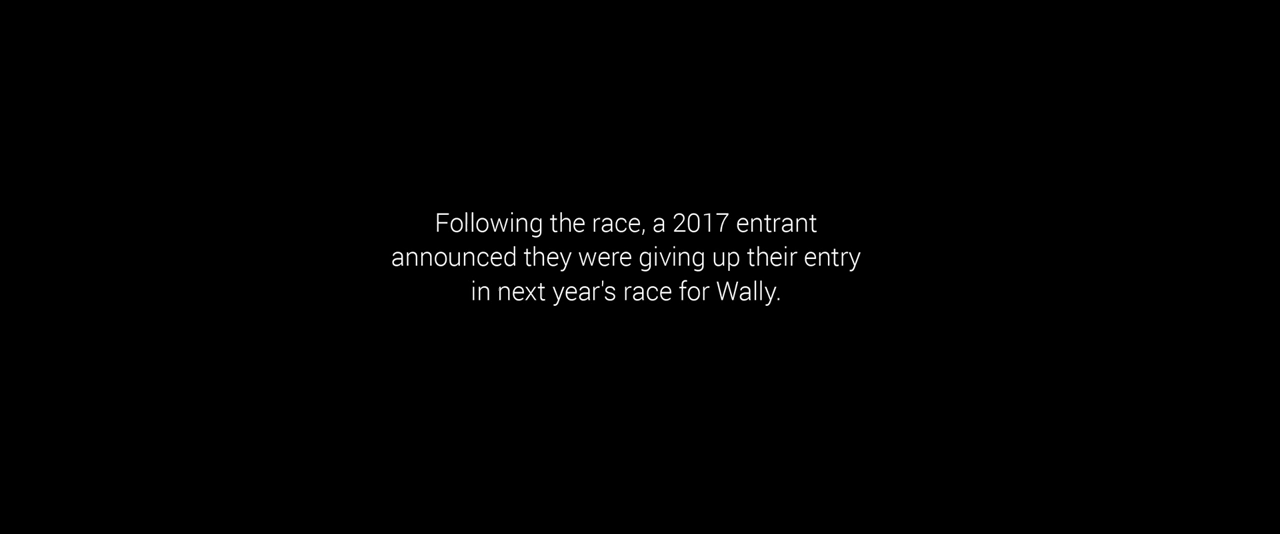 Following the race, a 2017 entrant
announced they were giving up their entry
in next year's race for Wally.